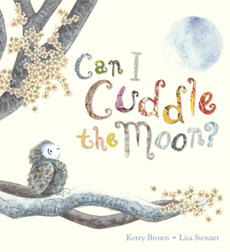 Can I
Cuddle
the Moon?
Kerry Brown • Lisa Stewart